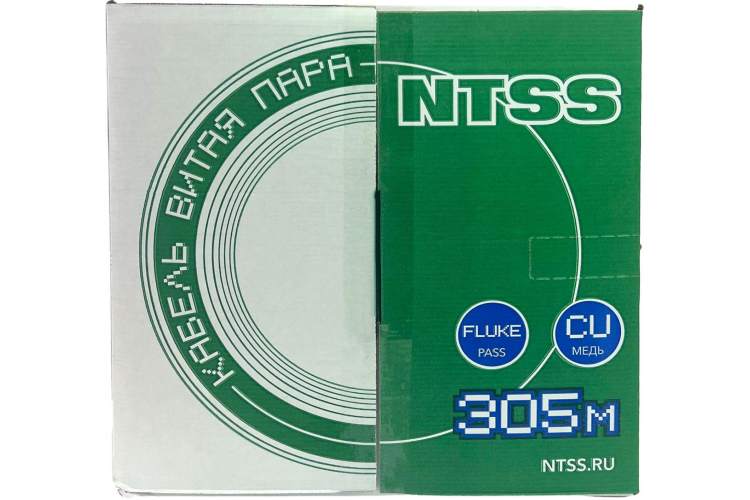 КАБЕЛЬ ВИТАЯ ПАРА
NTSS
FLUKE
PASS
CU
МЕДЬ
305м
NTSS.RU